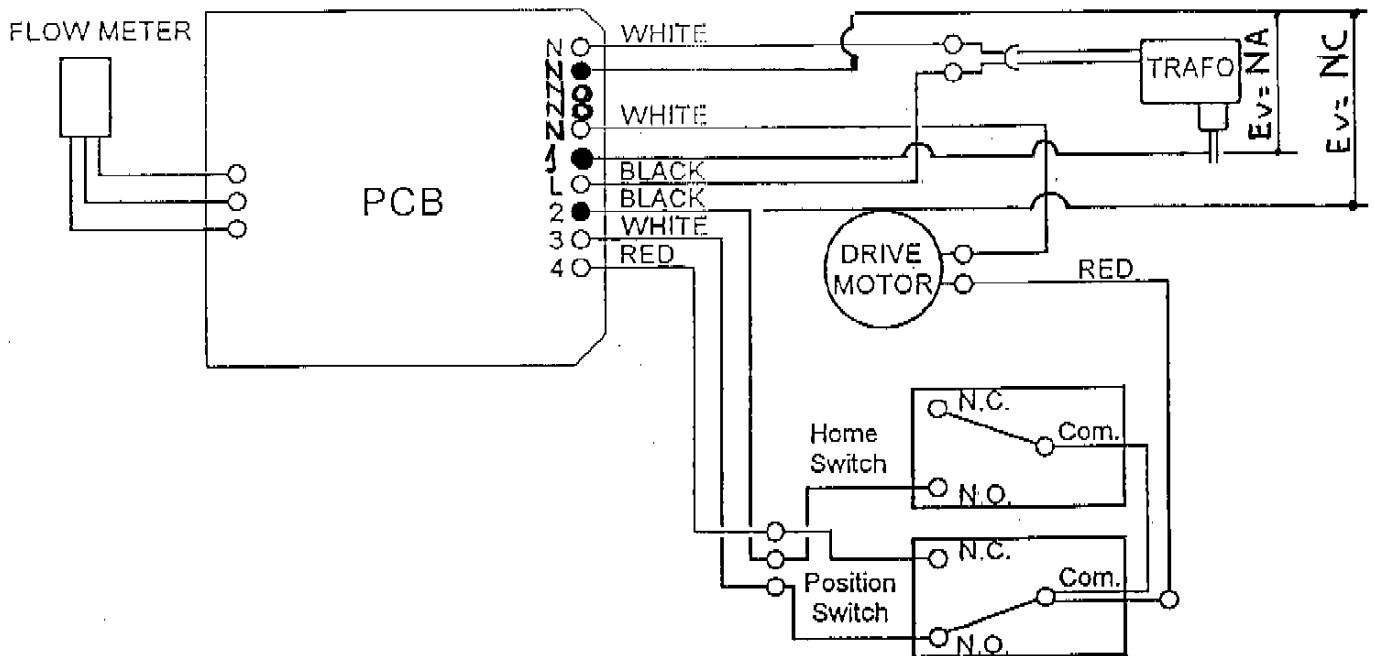 FLOW METER
PCB
N WHITE
N
N
N
N WHITE
1
L BLACK
2 BLACK
3 WHITE
4 RED
TRAFO
Ev= NA
Ev= NC
DRIVE
MOTOR
RED
Home
Switch
N.C.
Com.
N.O.
Position
Switch
N.C.
Com.
N.O.